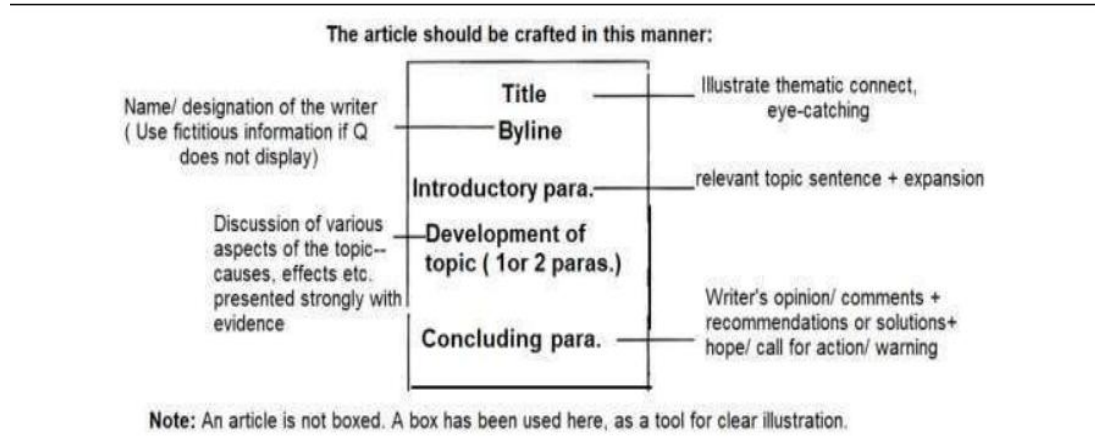 The article should be crafted in this manner:
Title
Illustrate thematic connect,
eye-catching
Name/ designation of the writer
( Use fictitious information if Q
does not display)
Byline
Introductory para.
relevant topic sentence + expansion
Discussion of various
aspects of the topic--
causes, effects etc.
presented strongly with
evidence
Development of
topic ( 1or 2 paras.)
Concluding para.
Writer's opinion/ comments +
recommendations or solutions+
hope/ call for action/ warning
Note: An article is not boxed. A box has been used here, as a tool for clear illustration.